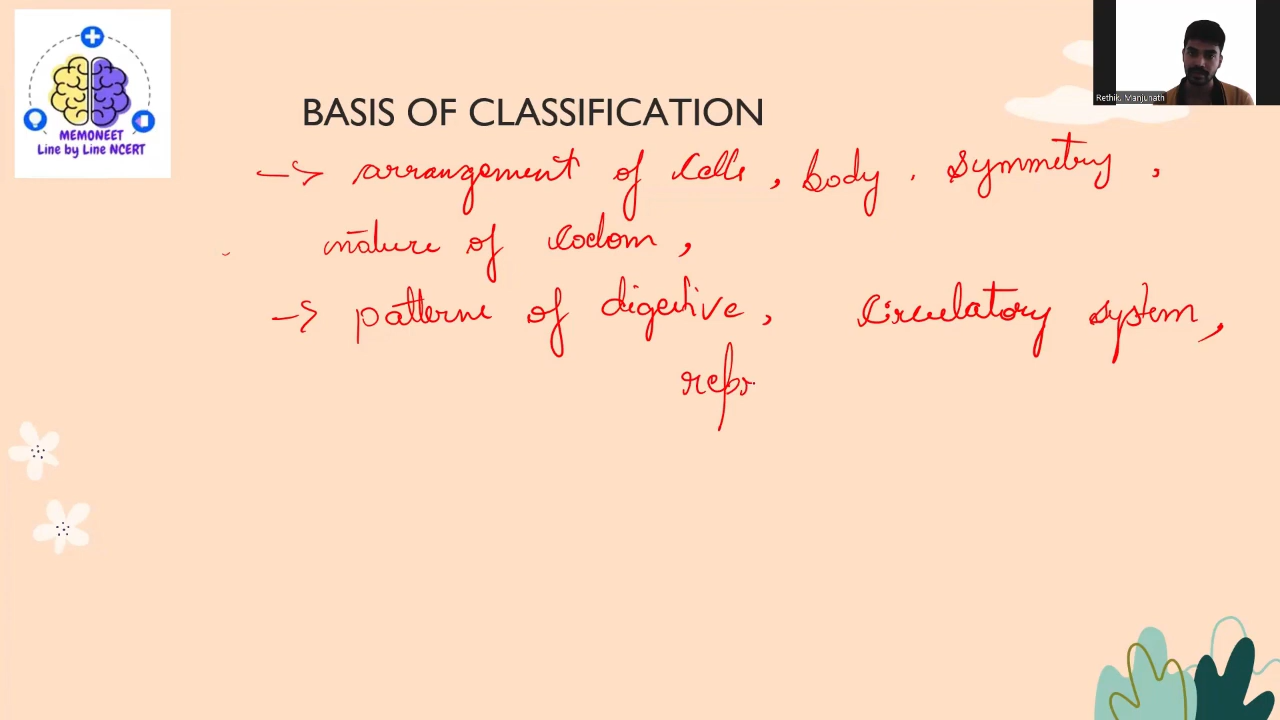 MEMONEET
Line by Line NCERT
Rethik. Manjunath
BASIS OF CLASSIFICATION
→ arrangement of cells, body. symmetry,
nature of coelom,
→ patterns of digestive, circulatory system,
repr